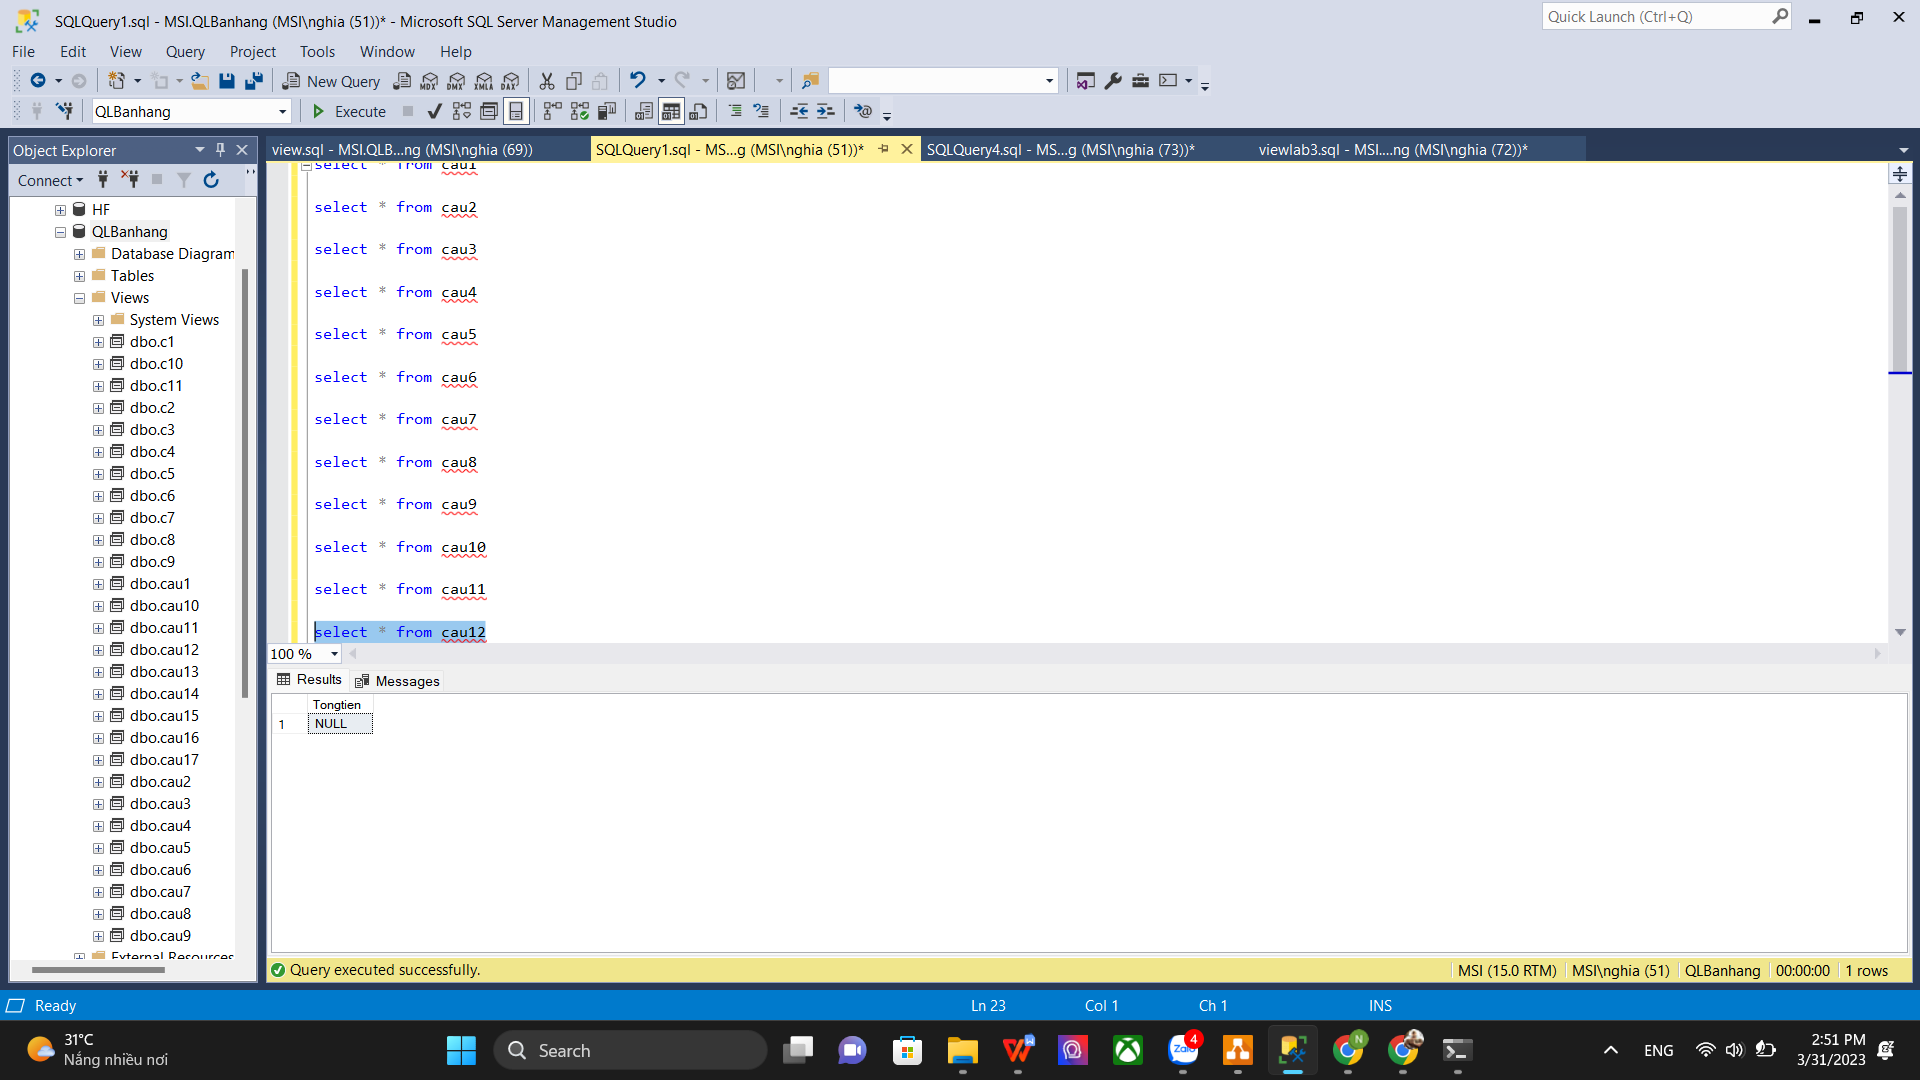 SQLQuery1.sql - MSI.QLBanhang (MSI\nghia (51))* - Microsoft SQL Server Management Studio
Quick Launch (Ctrl+Q)
File Edit View Query Project Tools Window Help
New Query
MDX DMX XMLA DAX
QLBanhang
Execute
Object Explorer
Connect
HF
QLBanhang
Database Diagram
Tables
Views
System Views
dbo.c1
dbo.c10
dbo.c11
dbo.c2
dbo.c3
dbo.c4
dbo.c5
dbo.c6
dbo.c7
dbo.c8
dbo.c9
dbo.cau1
dbo.cau10
dbo.cau11
dbo.cau12
dbo.cau13
dbo.cau14
dbo.cau15
dbo.cau16
dbo.cau17
dbo.cau2
dbo.cau3
dbo.cau4
dbo.cau5
dbo.cau6
dbo.cau7
dbo.cau8
dbo.cau9
External Resources
view.sql - MSI.QLB...ng (MSI\nghia (69))
SQLQuery1.sql - MS...g (MSI\nghia (51))*
SQLQuery4.sql - MS...g (MSI\nghia (73))*
viewlab3.sql - MSI....ng (MSI\nghia (72))*
select * from cau1
select * from cau2
select * from cau3
select * from cau4
select * from cau5
select * from cau6
select * from cau7
select * from cau8
select * from cau9
select * from cau10
select * from cau11
select * from cau12
100 %
Results Messages
Tongtien
1 NULL
Query executed successfully.
MSI (15.0 RTM) MSI\nghia (51) QLBanhang 00:00:00 1 rows
Ready Ln 23 Col 1 Ch 1 INS
31°C
Nắng nhiều nơi
Search
Zalo
4
N
ENG
2:51 PM
3/31/2023